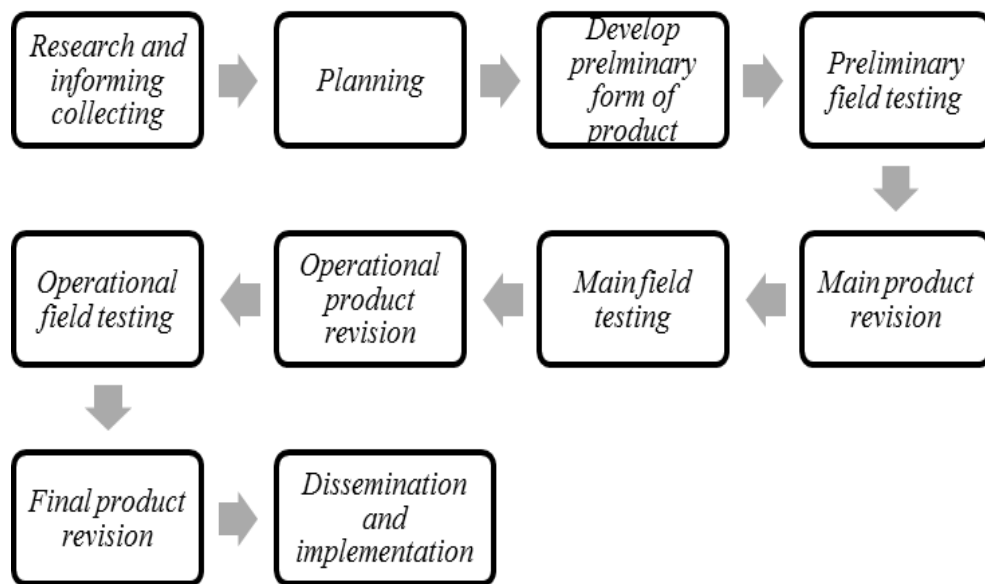 Research and
informing
collecting
Planning
Develop
prelminary
form of
product
Preliminary
field testing
Main product
revision
Main field
testing
Operational
product
revision
Operational
field testing
Final product
revision
Dissemination
and
implementation